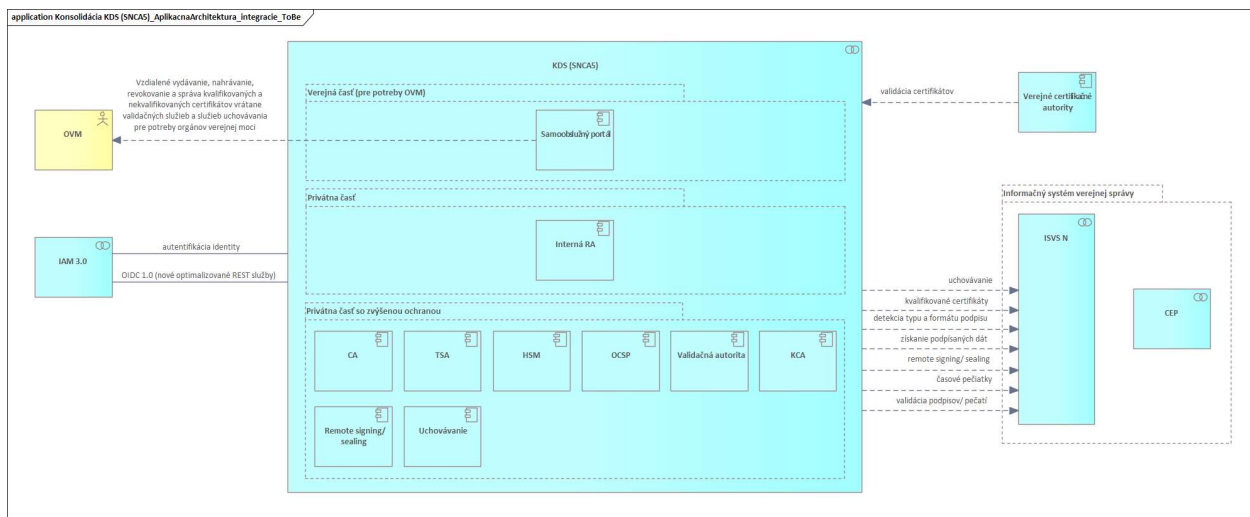 application Konsolidácia KDS (SNCA5)_AplikacnaArchitektura_integracie_ToBe
KDS (SNCA5)
Vzdialené vydávanie, nahrávanie,
revokovanie a správa kvalifikovaných a
nekvalifikovaných certifikátov vrátane
validačných služieb a služieb uchovávania
pre potreby orgánov verejnej moci
OVM
Verejná časť (pre potreby OVM)
Samoobslužný portál
validácia certifikátov
Verejné certifikačné
autority
Privátna časť
Interná RA
IAM 3.0
autentifikácia identity
OIDC 1.0 (nové optimalizované REST služby)
Privátna časť so zvýšenou ochranou
CA
TSA
HSM
OCSP
Validačná autorita
KCA
Remote signing/
sealing
Uchovávanie
uchovávanie
kvalifikované certifikáty
detekcia typu a formátu podpisu
získanie podpísaných dát
remote signing/ sealing
časové pečiatky
validácia podpisov/ pečatí
Informačný systém verejnej správy
ISVS N
CEP